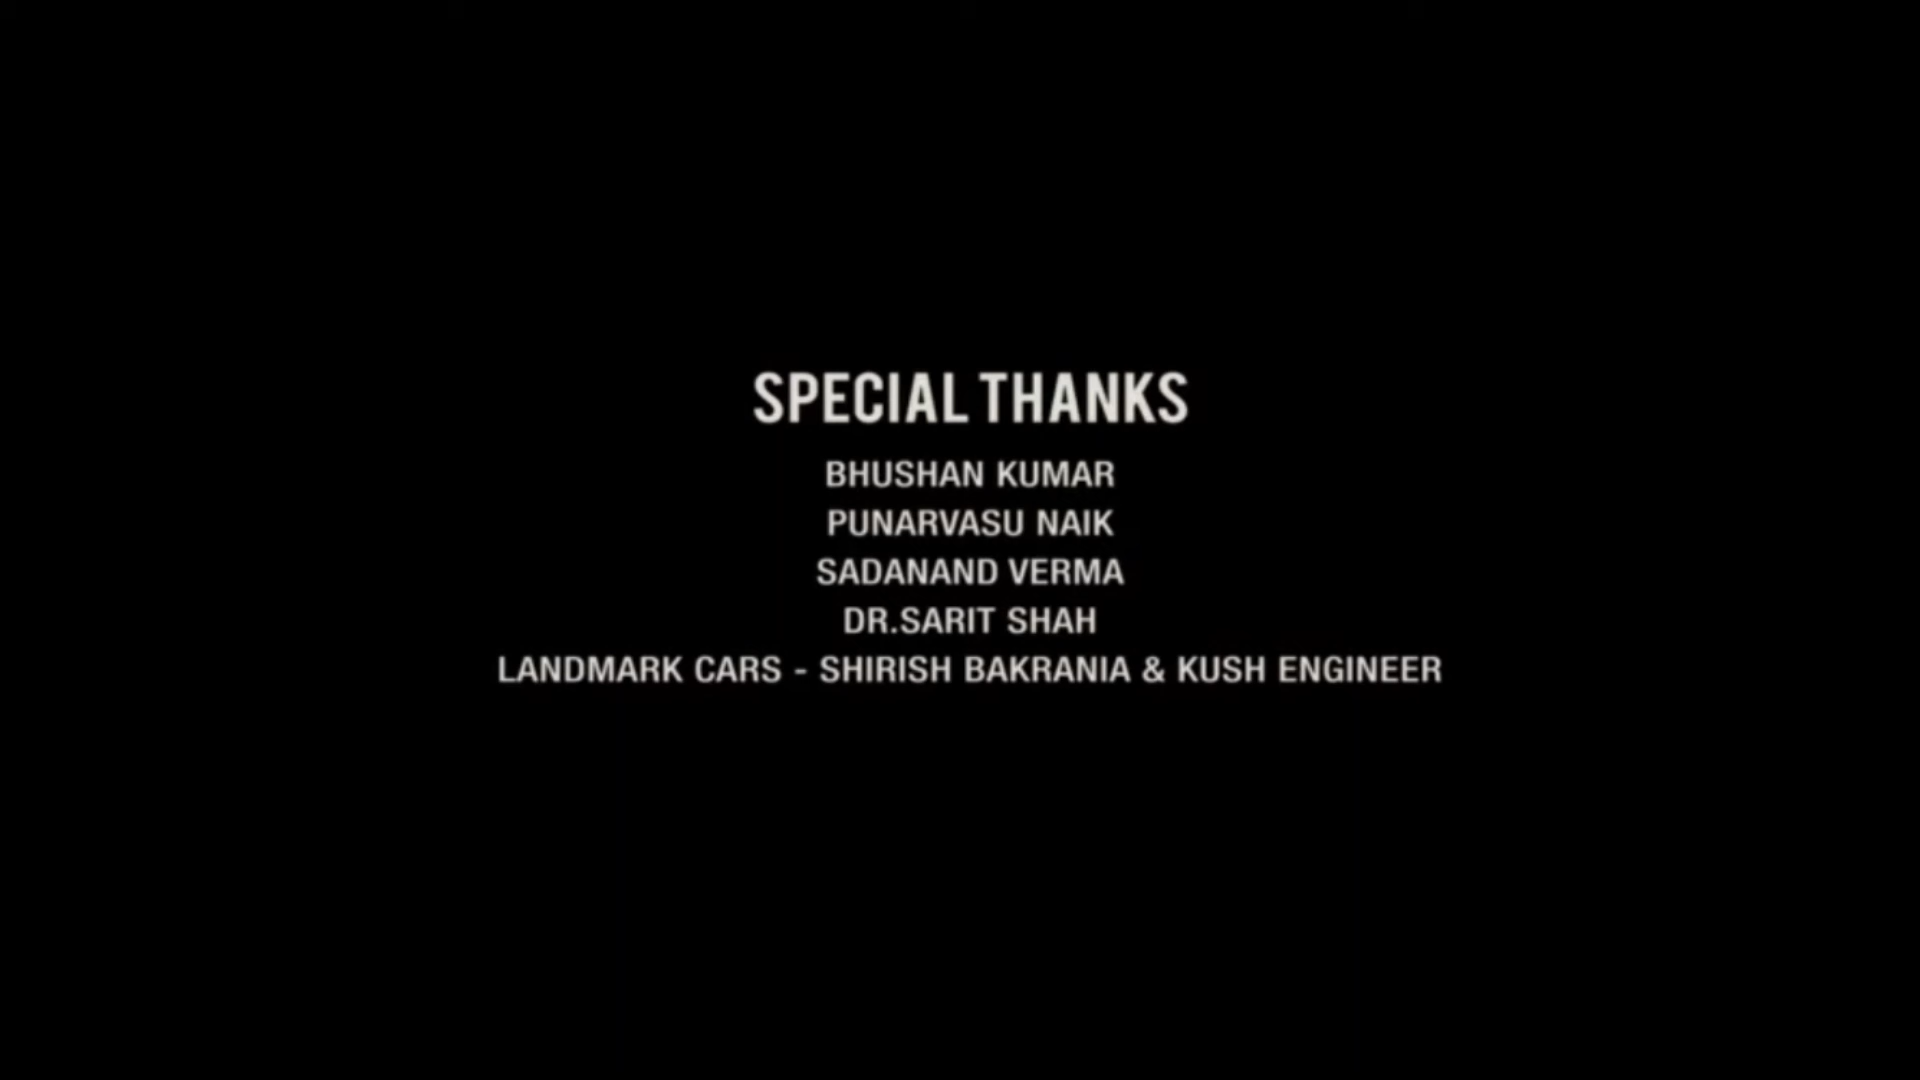 SPECIAL THANKS
BHUSHAN KUMAR
PUNARVASU NAIK
SADANAND VERMA
DR.SARIT SHAH
LANDMARK CARS - SHIRISH BAKRANIA & KUSH ENGINEER